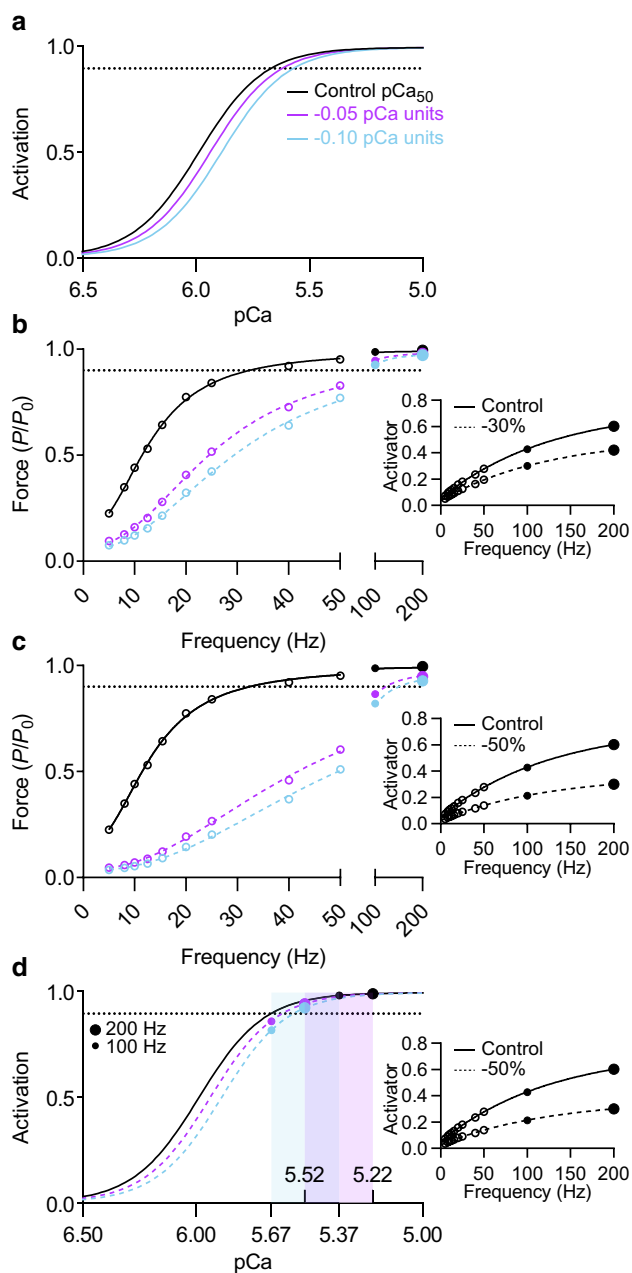 a
Activation
1.0
0.5
0.0
Control pCa50
-0.05 pCa units
-0.10 pCa units
6.5 6.0 5.5 5.0
pCa
b
Force (P/P0)
1.0
0.5
0.0
0 10 20 30 40 50 100 200
Frequency (Hz)
Activator
0.8
0.6
0.4
0.2
0.0
Control
-30%
0 50 100 150 200
Frequency (Hz)
c
Force (P/P0)
1.0
0.5
0.0
0 10 20 30 40 50 100 200
Frequency (Hz)
Activator
0.8
0.6
0.4
0.2
0.0
Control
-50%
0 50 100 150 200
Frequency (Hz)
d
Activation
1.0
0.5
0.0
200 Hz
100 Hz
5.52 5.22
6.50 6.00 5.67 5.37 5.00
pCa
Activator
0.8
0.6
0.4
0.2
0.0
Control
-50%
0 50 100 150 200
Frequency (Hz)